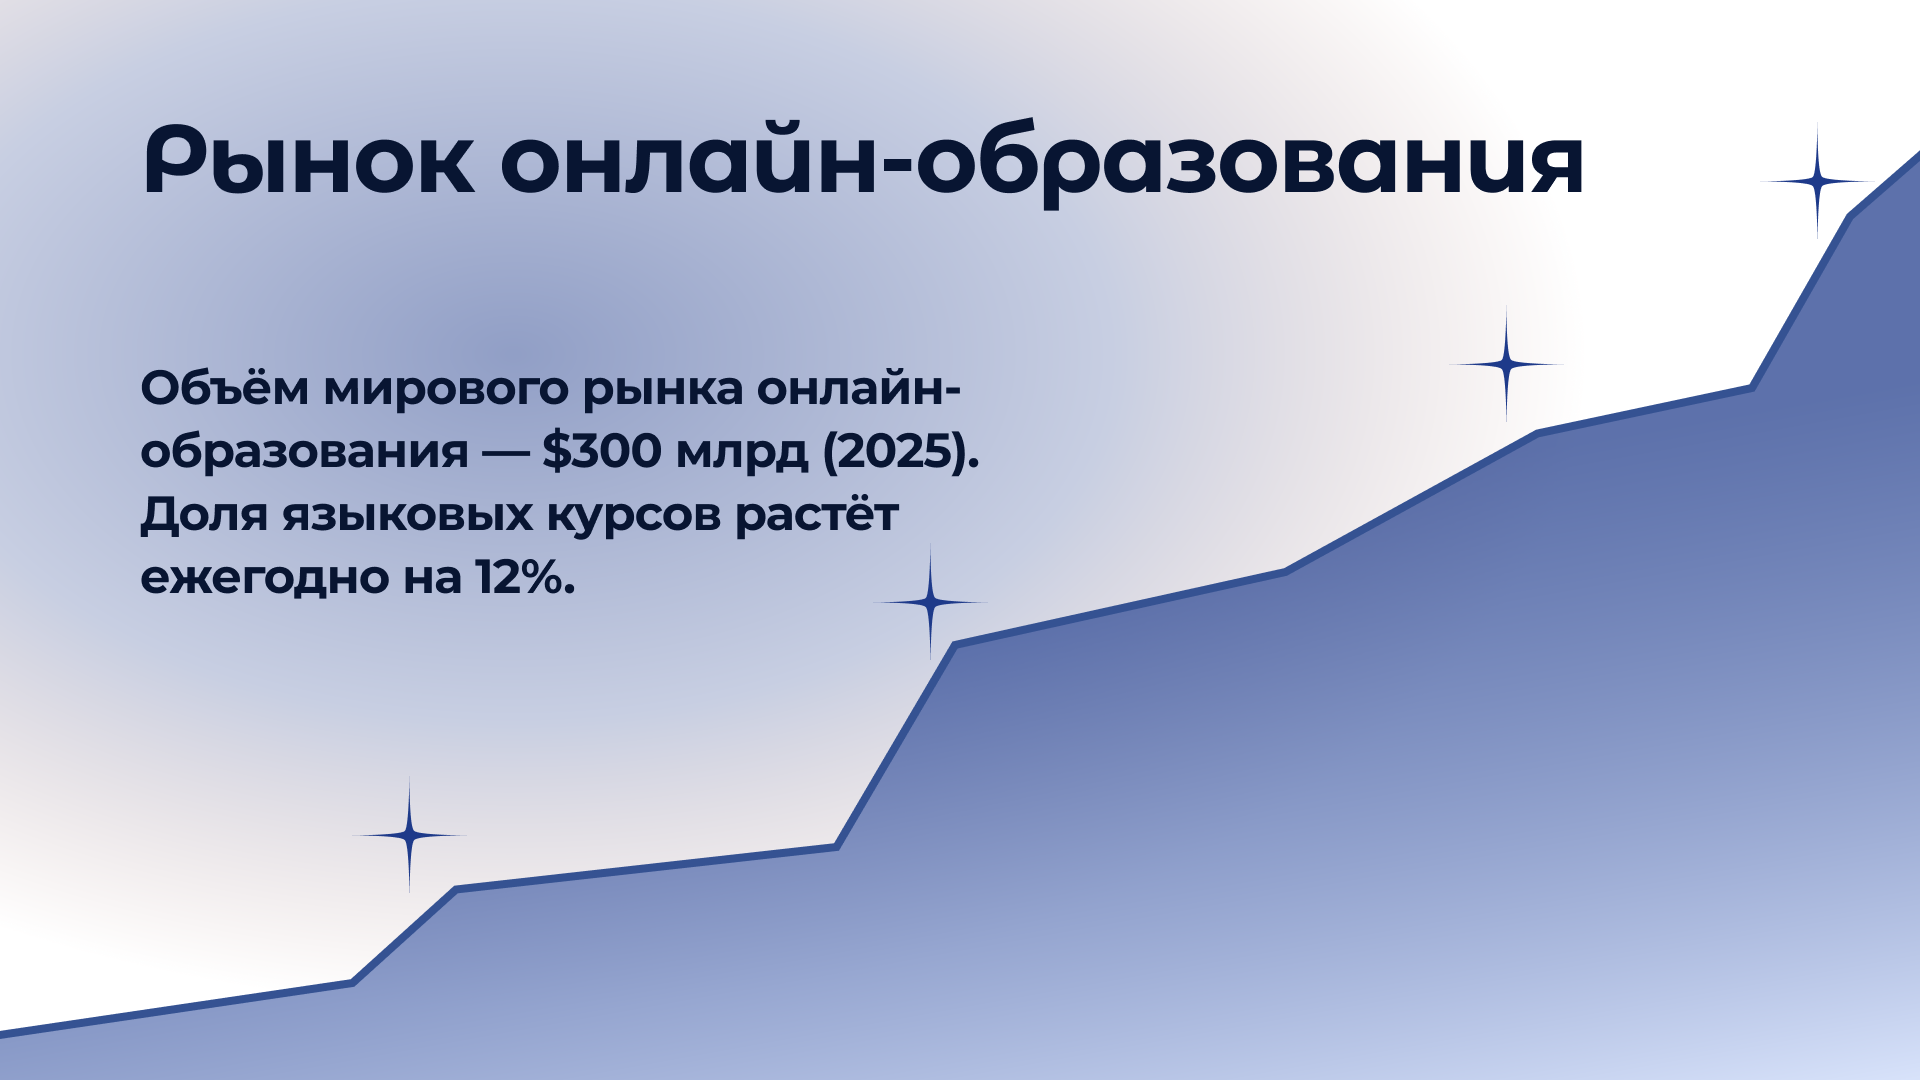 Рынок онлайн-образования
Объём мирового рынка онлайн-
образования — $300 млрд (2025).
Доля языковых курсов растёт
ежегодно на 12%.